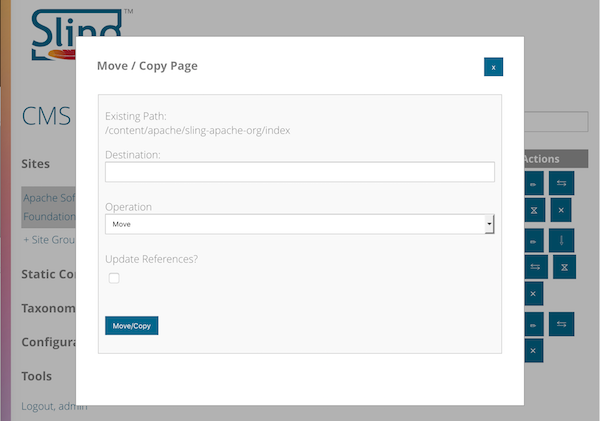 Sling™
Move / Copy Page
x
CMS
Existing Path:
/content/apache/sling-apache-org/index
Destination:
Sites
Actions
Apache Sof
Foundation
Operation
Move
+ Site Grou
Update References?
Static Co
Taxonom
Move/Copy
Configura
Tools
Logout, admin